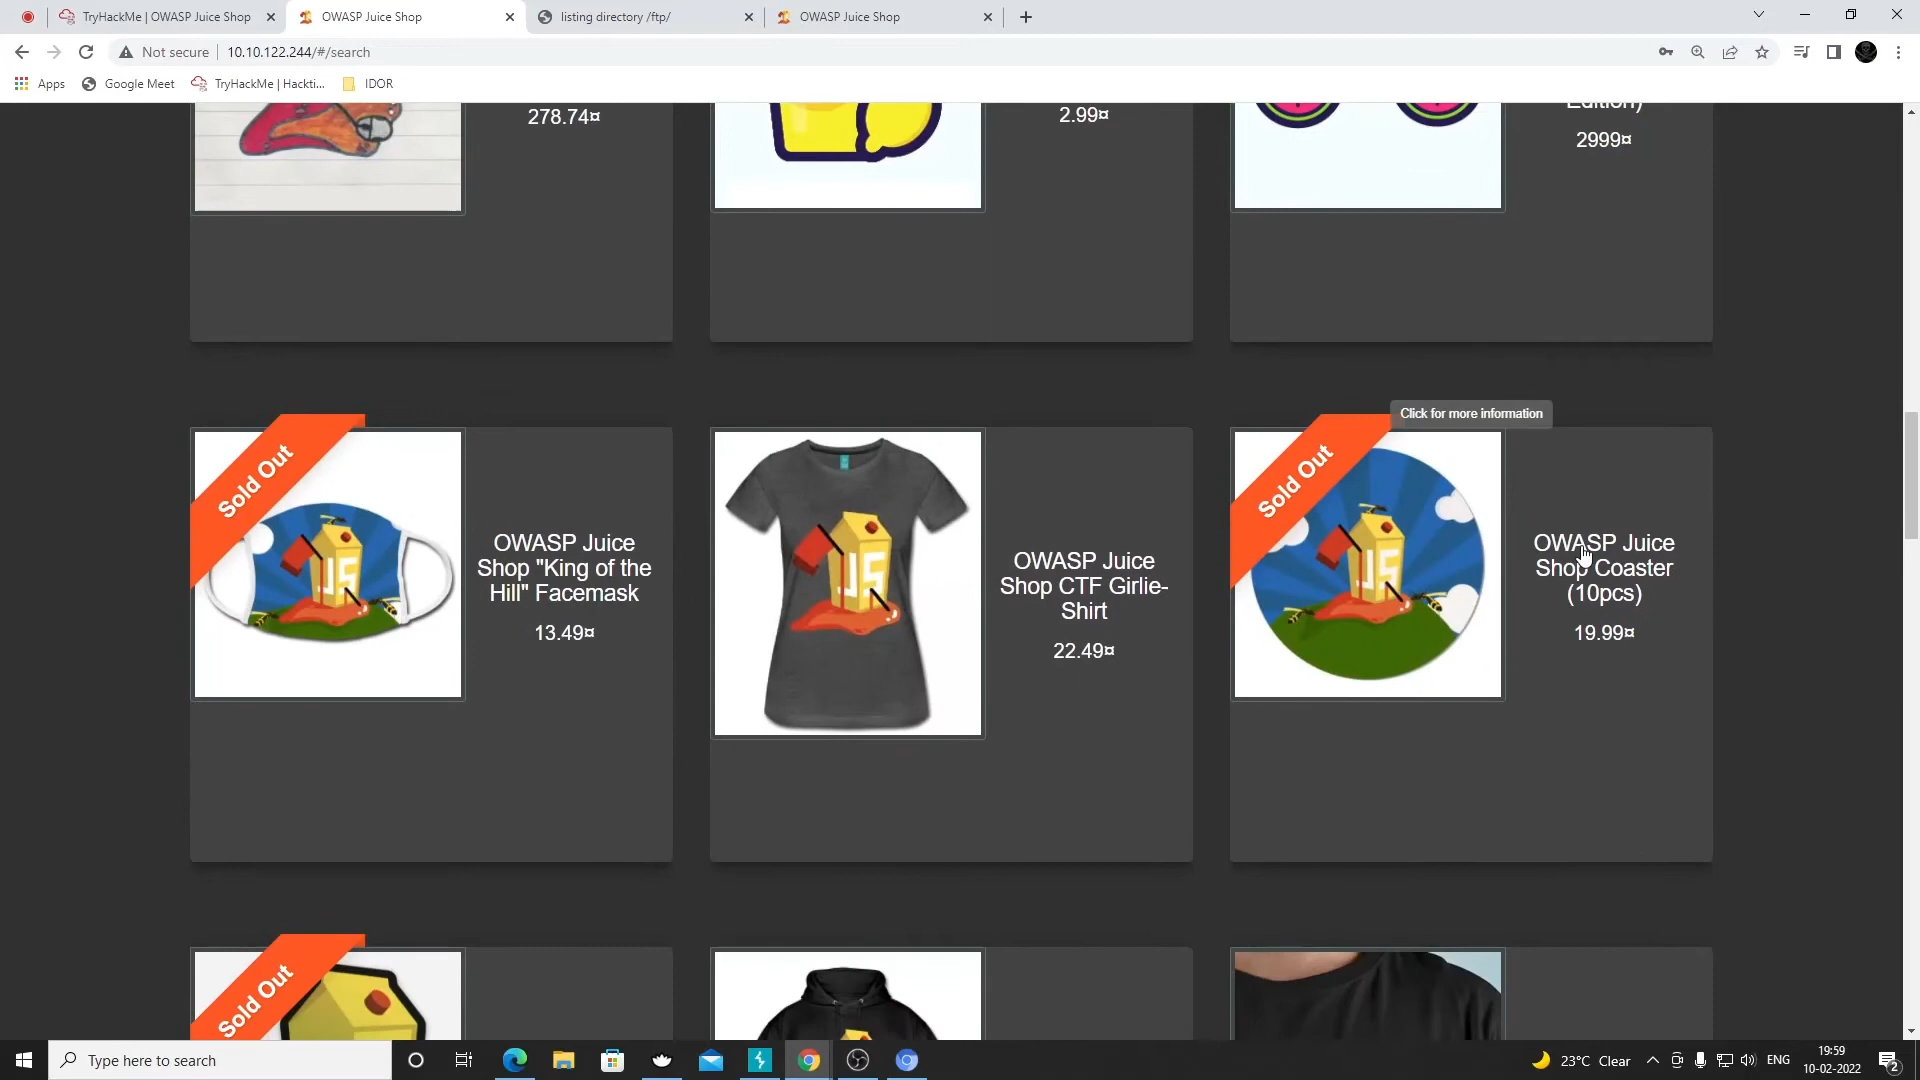 TryHackMe | OWASP Juice Shop
OWASP Juice Shop
listing directory /ftp/
OWASP Juice Shop
Not secure
10.10.122.244/#/search
Apps
Google Meet
TryHackMe | Hackti...
IDOR
278.74¤
2.99¤
Edition)
2999¤
Click for more information
Sold Out
OWASP Juice
Shop "King of the
Hill" Facemask
13.49¤
OWASP Juice
Shop CTF Girlie-
Shirt
22.49¤
Sold Out
OWASP Juice
Shop Coaster
(10pcs)
19.99¤
Sold Out
Type here to search
23°C Clear
ENG
19:59
10-02-2022
2